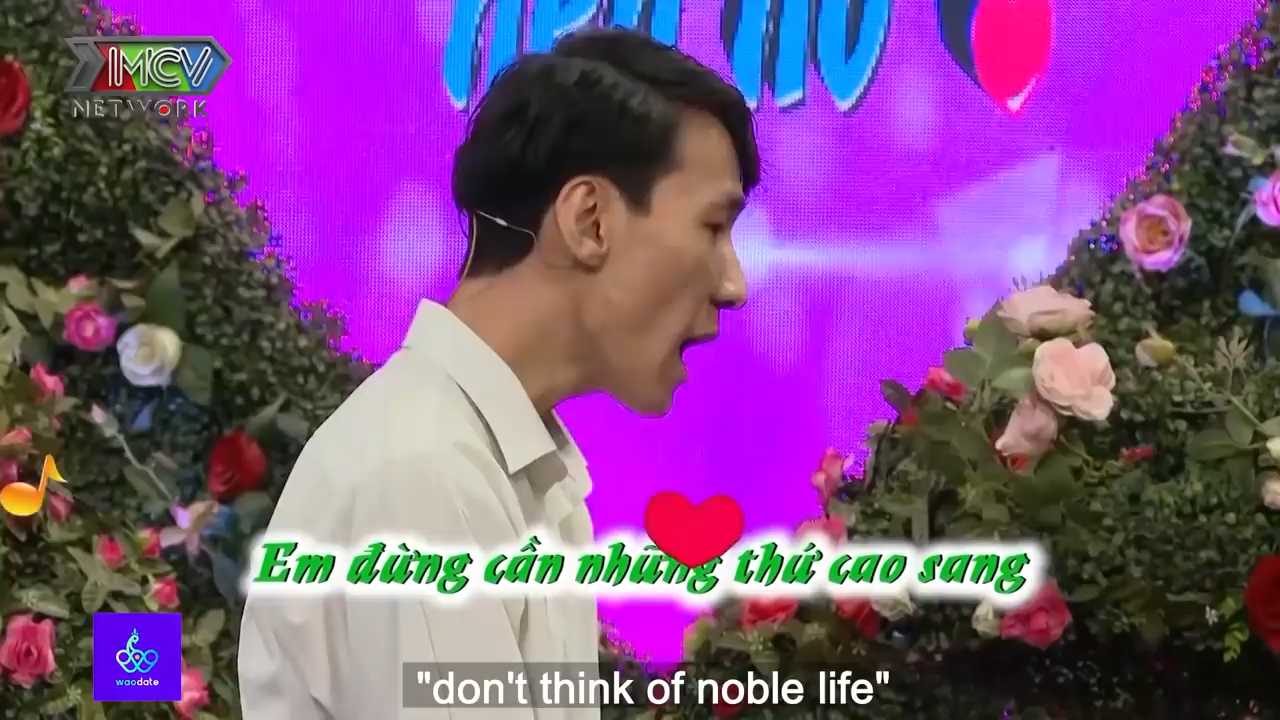 MCV
NETWORK
Em đừng cần những thứ cao sang
waodate
"don't think of noble life"